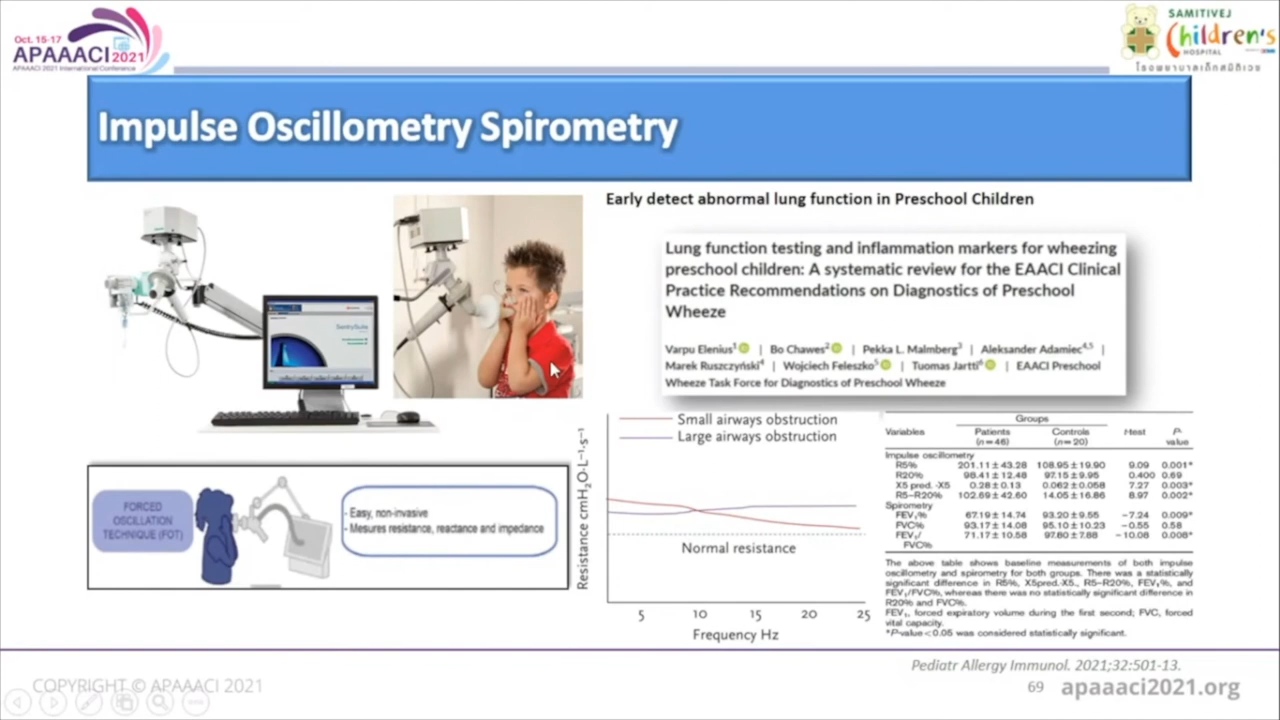 Oct. 15-17
APAAACI 2021
APAAACI 2021 International Conference
SAMITIVEJ
Children's
HOSPITAL
โรงพยาบาลเด็กสมิติเวช
Impulse Oscillometry Spirometry
Early detect abnormal lung function in Preschool Children
Lung function testing and inflammation markers for wheezing
preschool children: A systematic review for the EAACI Clinical
Practice Recommendations on Diagnostics of Preschool
Wheeze
Varpu Elenius1 | Bo Chawes2 | Pekka L. Malmberg3 | Aleksander Adamiec4,5 |
Marek Ruszczyński4 | Wojciech Feleszko5 | Tuomas Jartti6 | EAACI Preschool
Wheeze Task Force for Diagnostics of Preschool Wheeze
SentrySuite
FORCED
OSCILLATION
TECHNIQUE (FOT)
- Easy, non-invasive
- Mesures resistance, reactance and impedance
Small airways obstruction
Large airways obstruction
Resistance cmH2O·L−1·s−1
Normal resistance
5 10 15 20 25
Frequency Hz
Groups
Variables Patients (n=46) Controls (n=20) t-test P-value
Impulse oscillometry
R5% 201.11±43.28 108.95±19.90 9.09 0.001*
R20% 98.41±12.48 97.15±9.95 0.400 0.69
X5 pred. -X5 0.28±0.13 0.062±0.058 7.27 0.003*
R5–R20% 102.69±42.60 14.05±16.86 8.97 0.002*
Spirometry
FEV1% 67.19±14.74 93.20±9.55 −7.24 0.009*
FVC% 93.17±14.08 95.10±10.23 −0.55 0.58
FEV1/FVC% 71.17±10.58 97.80±7.88 −10.08 0.008*
The above table shows baseline measurements of both impulse
oscillometry and spirometry for both groups. There was a statistically
significant difference in R5%, X5pred.-X5, R5–R20%, FEV1%, and
FEV1/FVC%, whereas there was no statistically significant difference in
R20% and FVC%.
FEV1, forced expiratory volume during the first second; FVC, forced
vital capacity.
*P-value<0.05 was considered statistically significant.
Pediatr Allergy Immunol. 2021;32:501-13.
COPYRIGHT © APAAACI 2021
69
apaaaci2021.org